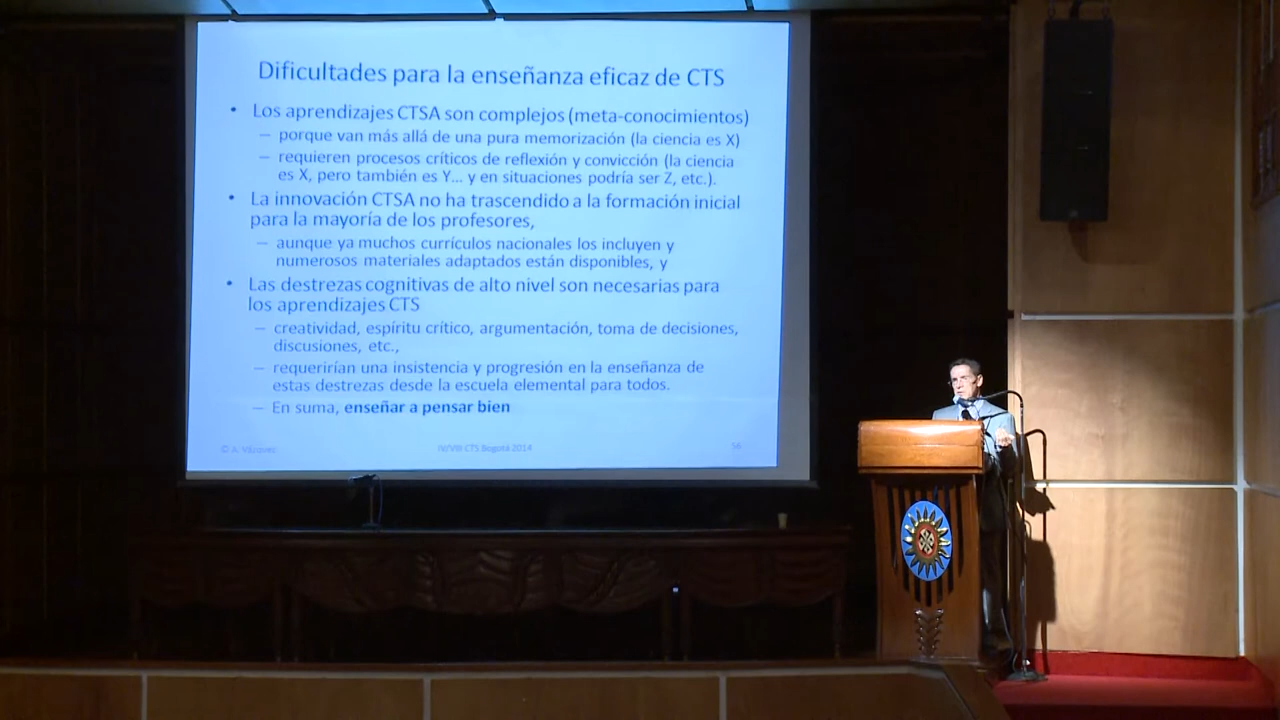 Dificultades para la enseñanza eficaz de CTS
• Los aprendizajes CTSA son complejos (meta-conocimientos)
– porque van más allá de una pura memorización (la ciencia es X)
– requieren procesos críticos de reflexión y convicción (la ciencia
es X, pero también es Y... y en situaciones podría ser Z, etc.).
• La innovación CTSA no ha trascendido a la formación inicial
para la mayoría de los profesores,
– aunque ya muchos currículos nacionales los incluyen y
numerosos materiales adaptados están disponibles, y
• Las destrezas cognitivas de alto nivel son necesarias para
los aprendizajes CTS
– creatividad, espíritu crítico, argumentación, toma de decisiones,
discusiones, etc.,
– requerirían una insistencia y progresión en la enseñanza de
estas destrezas desde la escuela elemental para todos.
– En suma, enseñar a pensar bien
© A. Vázquez
IV/VIII CTS Bogotá 2014
56